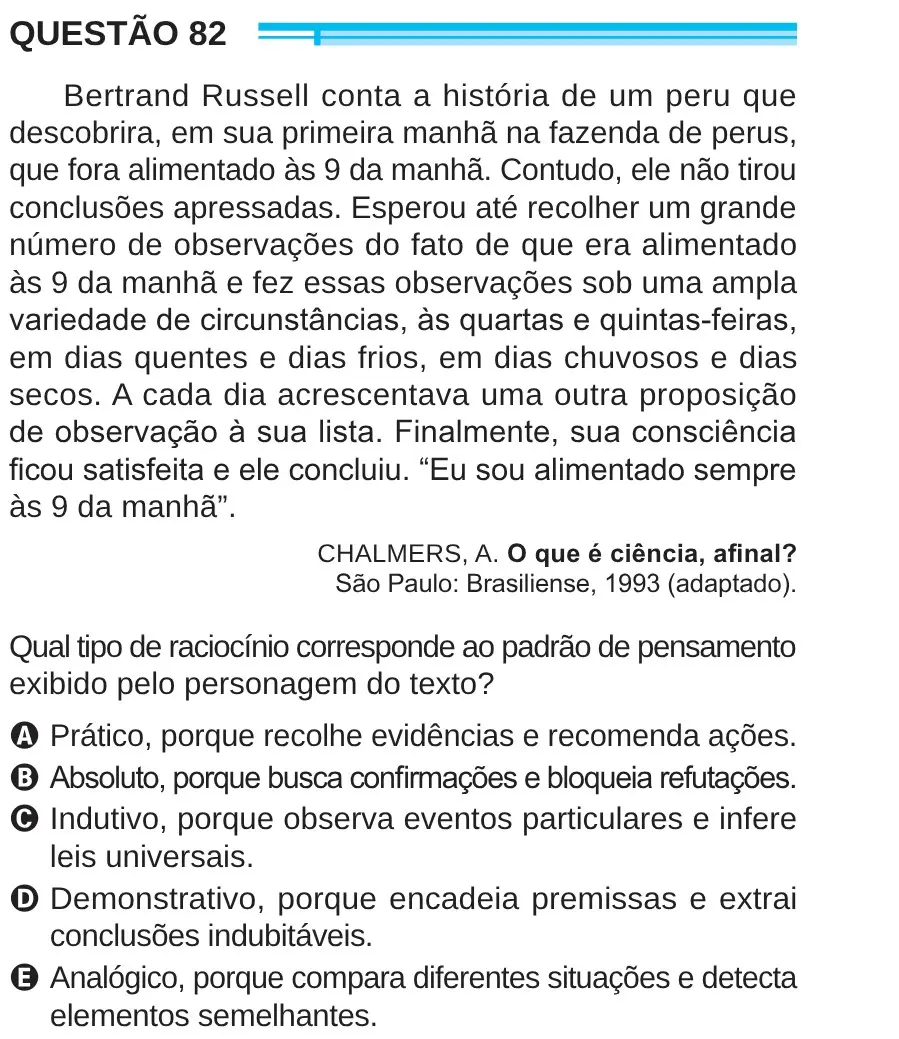 QUESTÃO 82
Bertrand Russell conta a história de um peru que
descobrira, em sua primeira manhã na fazenda de perus,
que fora alimentado às 9 da manhã. Contudo, ele não tirou
conclusões apressadas. Esperou até recolher um grande
número de observações do fato de que era alimentado
às 9 da manhã e fez essas observações sob uma ampla
variedade de circunstâncias, às quartas e quintas-feiras,
em dias quentes e dias frios, em dias chuvosos e dias
secos. A cada dia acrescentava uma outra proposição
de observação à sua lista. Finalmente, sua consciência
ficou satisfeita e ele concluiu. “Eu sou alimentado sempre
às 9 da manhã”.
CHALMERS, A. O que é ciência, afinal?
São Paulo: Brasiliense, 1993 (adaptado).
Qual tipo de raciocínio corresponde ao padrão de pensamento
exibido pelo personagem do texto?
A Prático, porque recolhe evidências e recomenda ações.
B Absoluto, porque busca confirmações e bloqueia refutações.
C Indutivo, porque observa eventos particulares e infere
leis universais.
D Demonstrativo, porque encadeia premissas e extrai
conclusões indubitáveis.
E Analógico, porque compara diferentes situações e detecta
elementos semelhantes.